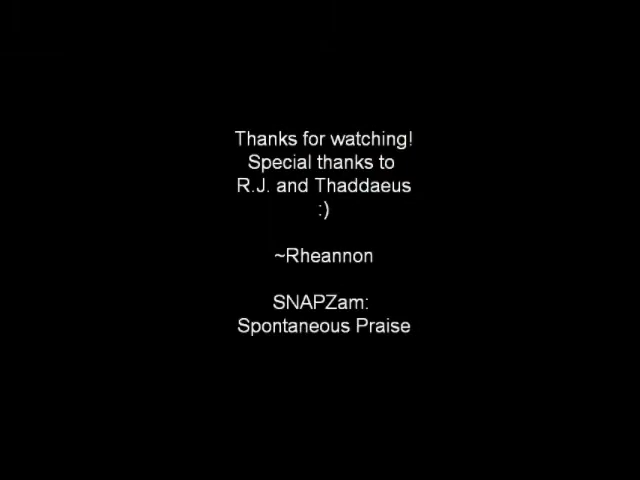 Thanks for watching!
Special thanks to
R.J. and Thaddaeus
:)
~Rheannon
SNAPZam:
Spontaneous Praise